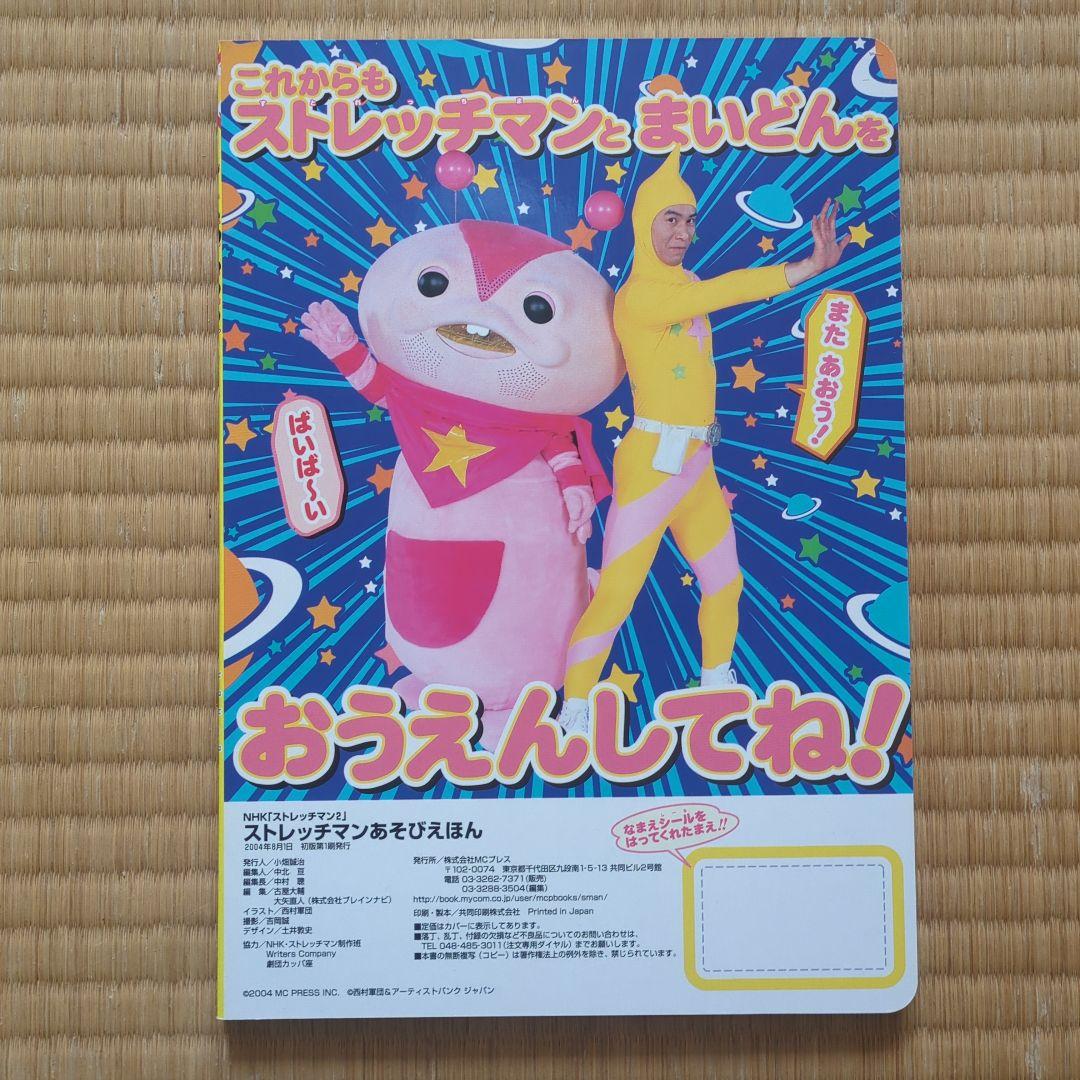 これからも
すとれっちまん
ストレッチマンと まいどんを
また あおう!
ばいば〜い
おうえんしてね!
NHK「ストレッチマン2」
ストレッチマンあそびえほん
2004年8月1日 初版第1刷発行
発行人/小畑誠治
編集人/中北 亘
編集長/中村 聰
編 集/古屋大輔
大矢直人(株式会社ブレインナビ)
イラスト/西村軍団
撮影/吉岡誠
デザイン/土井敦史
協力/NHK・ストレッチマン制作班
Writers Company
劇団カッパ座
©2004 MC PRESS INC. ©西村軍団&アーティストバンク ジャパン
発行所/株式会社MCプレス
〒102-0074 東京都千代田区九段南1-5-13 共同ビル2号館
電話 03-3262-7371(販売)
03-3288-3504(編集)
http://book.mycom.co.jp/user/mcpbooks/sman/
印刷・製本/共同印刷株式会社 Printed in Japan
■定価はカバーに表示してあります。
■落丁、乱丁、付録の欠損など不良品についてのお問い合わせは、
TEL 048-485-3011(注文専用ダイヤル)までお願いします。
■本書の無断複写(コピー)は著作権法上の例外を除き、禁じられています。
なまえシールを
はってくれたまえ!!